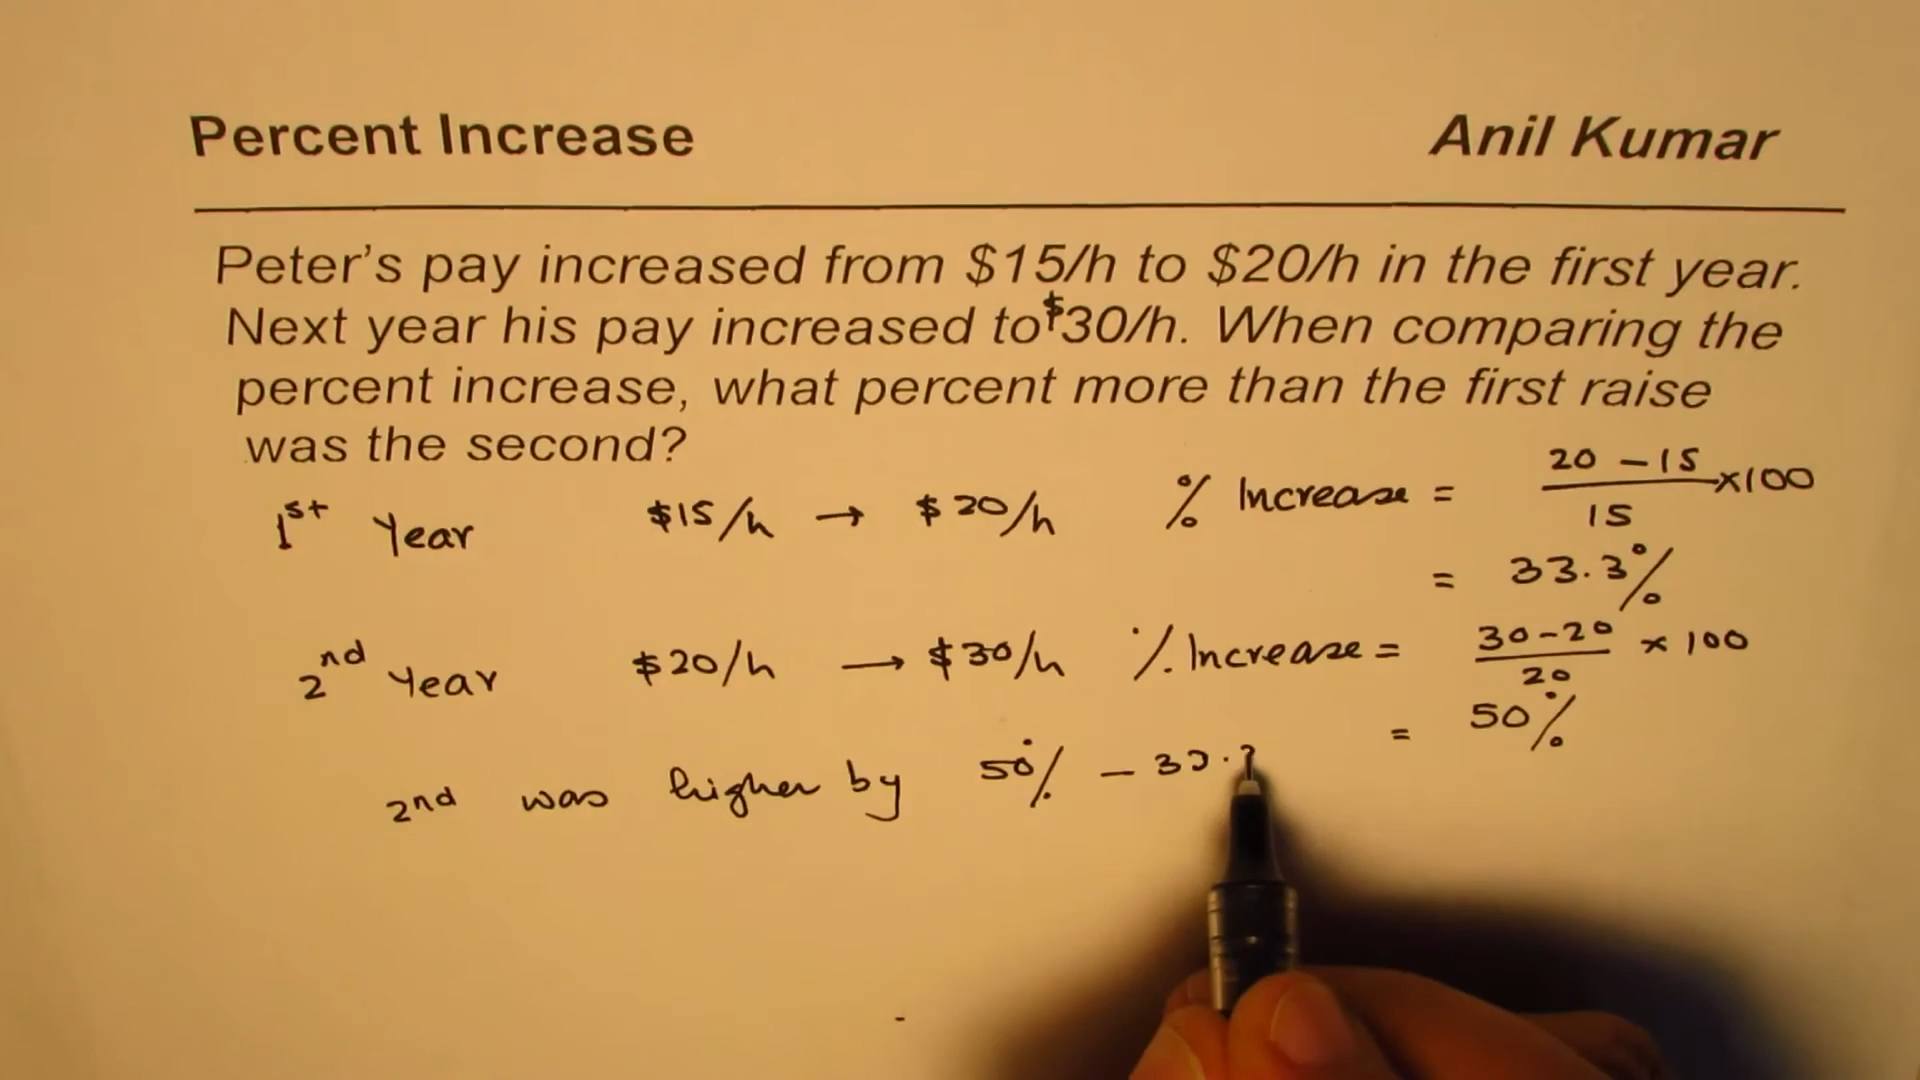 Percent Increase Anil Kumar
Peter's pay increased from $15/h to $20/h in the first year.
Next year his pay increased to $30/h. When comparing the
percent increase, what percent more than the first raise
was the second?
1st Year $15/h → $20/h % Increase = 20 - 15 / 15 × 100
= 33.3%
2nd Year $20/h → $30/h % Increase = 30 - 20 / 20 × 100
= 50%
2nd was higher by 50% - 33.